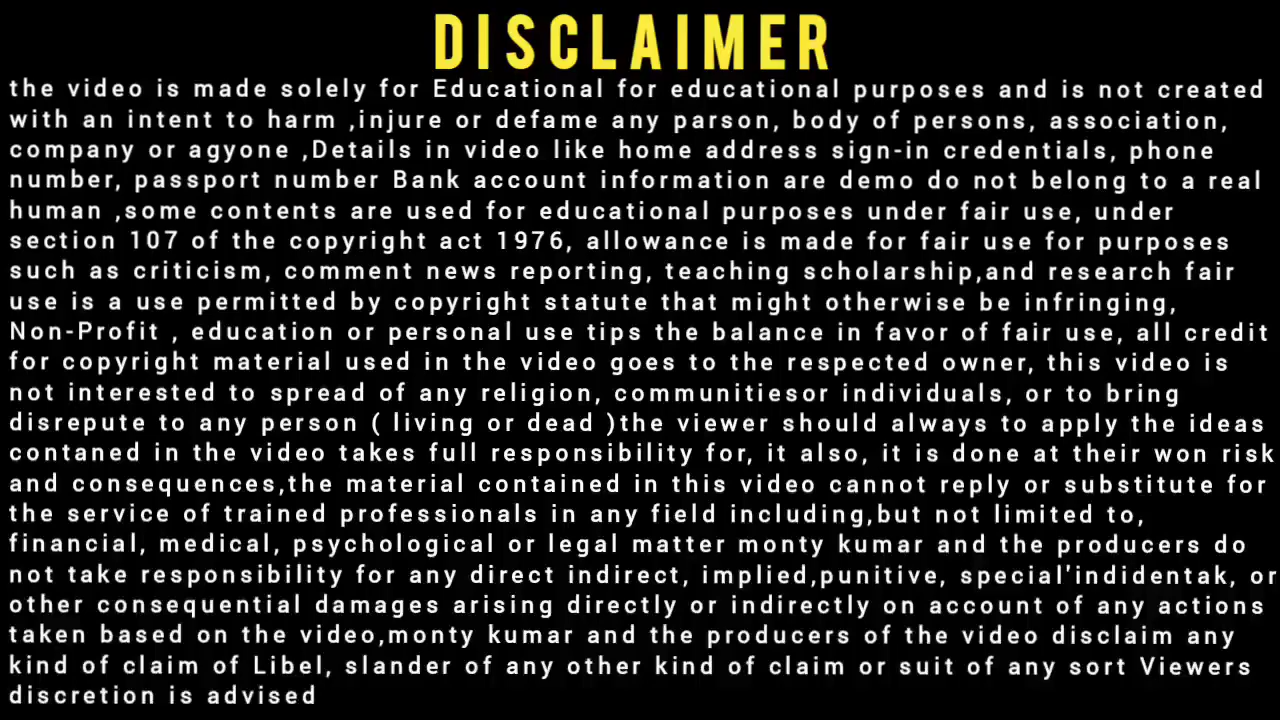 DISCLAIMER
the video is made solely for Educational for educational purposes and is not created
with an intent to harm ,injure or defame any parson, body of persons, association,
company or agyone ,Details in video like home address sign-in credentials, phone
number, passport number Bank account information are demo do not belong to a real
human ,some contents are used for educational purposes under fair use, under
section 107 of the copyright act 1976, allowance is made for fair use for purposes
such as criticism, comment news reporting, teaching scholarship,and research fair
use is a use permitted by copyright statute that might otherwise be infringing,
Non-Profit , education or personal use tips the balance in favor of fair use, all credit
for copyright material used in the video goes to the respected owner, this video is
not interested to spread of any religion, communitiesor individuals, or to bring
disrepute to any person ( living or dead )the viewer should always to apply the ideas
contaned in the video takes full responsibility for, it also, it is done at their won risk
and consequences,the material contained in this video cannot reply or substitute for
the service of trained professionals in any field including,but not limited to,
financial, medical, psychological or legal matter monty kumar and the producers do
not take responsibility for any direct indirect, implied,punitive, special'indidentak, or
other consequential damages arising directly or indirectly on account of any actions
taken based on the video,monty kumar and the producers of the video disclaim any
kind of claim of Libel, slander of any other kind of claim or suit of any sort Viewers
discretion is advised